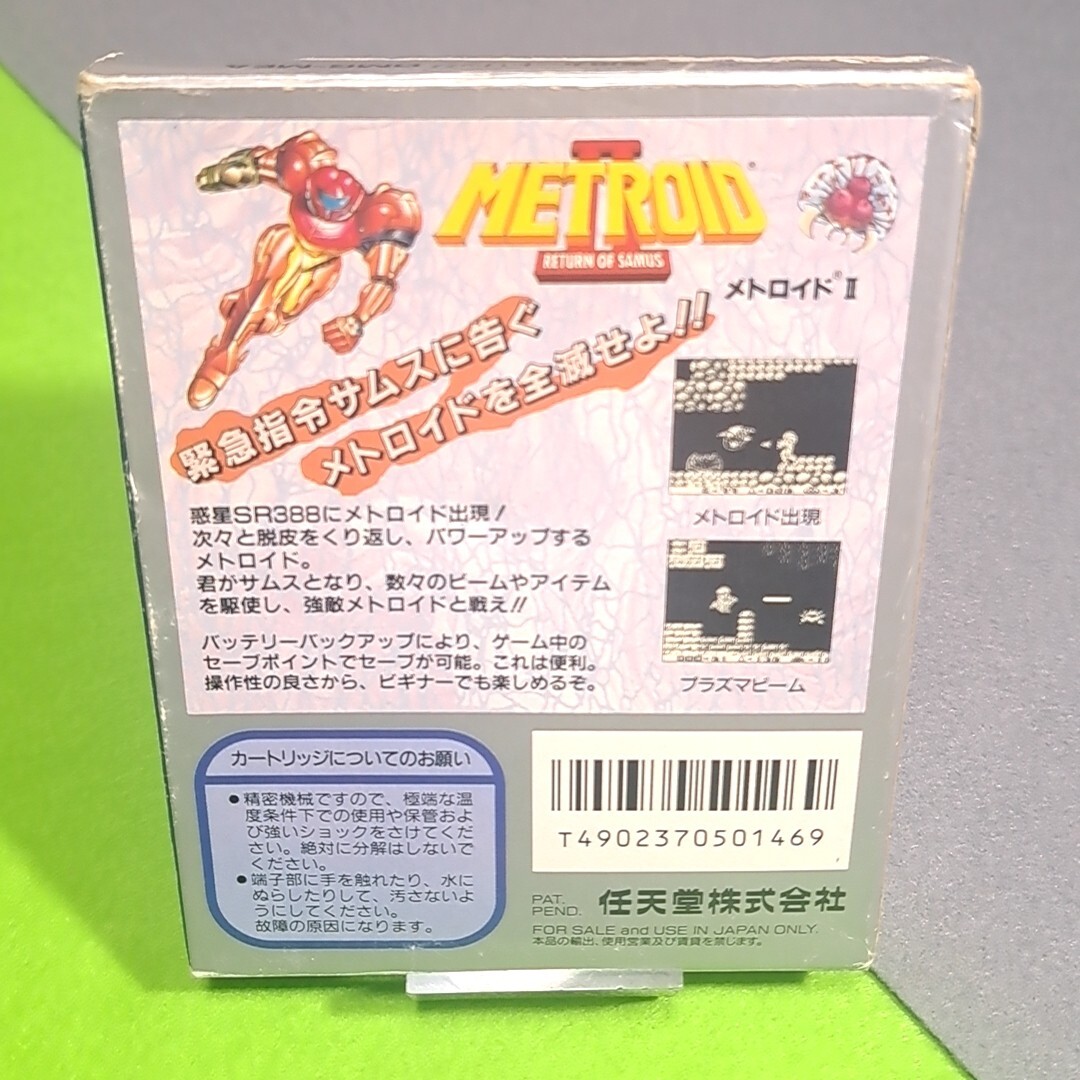 METROID II
RETURN OF SAMUS
メトロイド® II
緊急指令サムスに告ぐ
メトロイドを全滅せよ!!
メトロイド出現
プラズマビーム
惑星SR388にメトロイド出現!
次々と脱皮をくり返し、パワーアップする
メトロイド。
君がサムスとなり、数々のビームやアイテム
を駆使し、強敵メトロイドと戦え!!
バッテリーバックアップにより、ゲーム中の
セーブポイントでセーブが可能。これは便利。
操作性の良さから、ビギナーでも楽しめるぞ。
カートリッジについてのお願い
●精密機械ですので、極端な温
度条件下での使用や保管およ
び強いショックをさけてくだ
さい。絶対に分解はしないで
ください。
●端子部に手を触れたり、水に
ぬらしたりして、汚さないよ
うにしてください。
故障の原因になります。
T4902370501469
PAT.
PEND.
任天堂株式会社
FOR SALE and USE IN JAPAN ONLY.
本品の輸出、使用営業及び賃貸を禁じます。